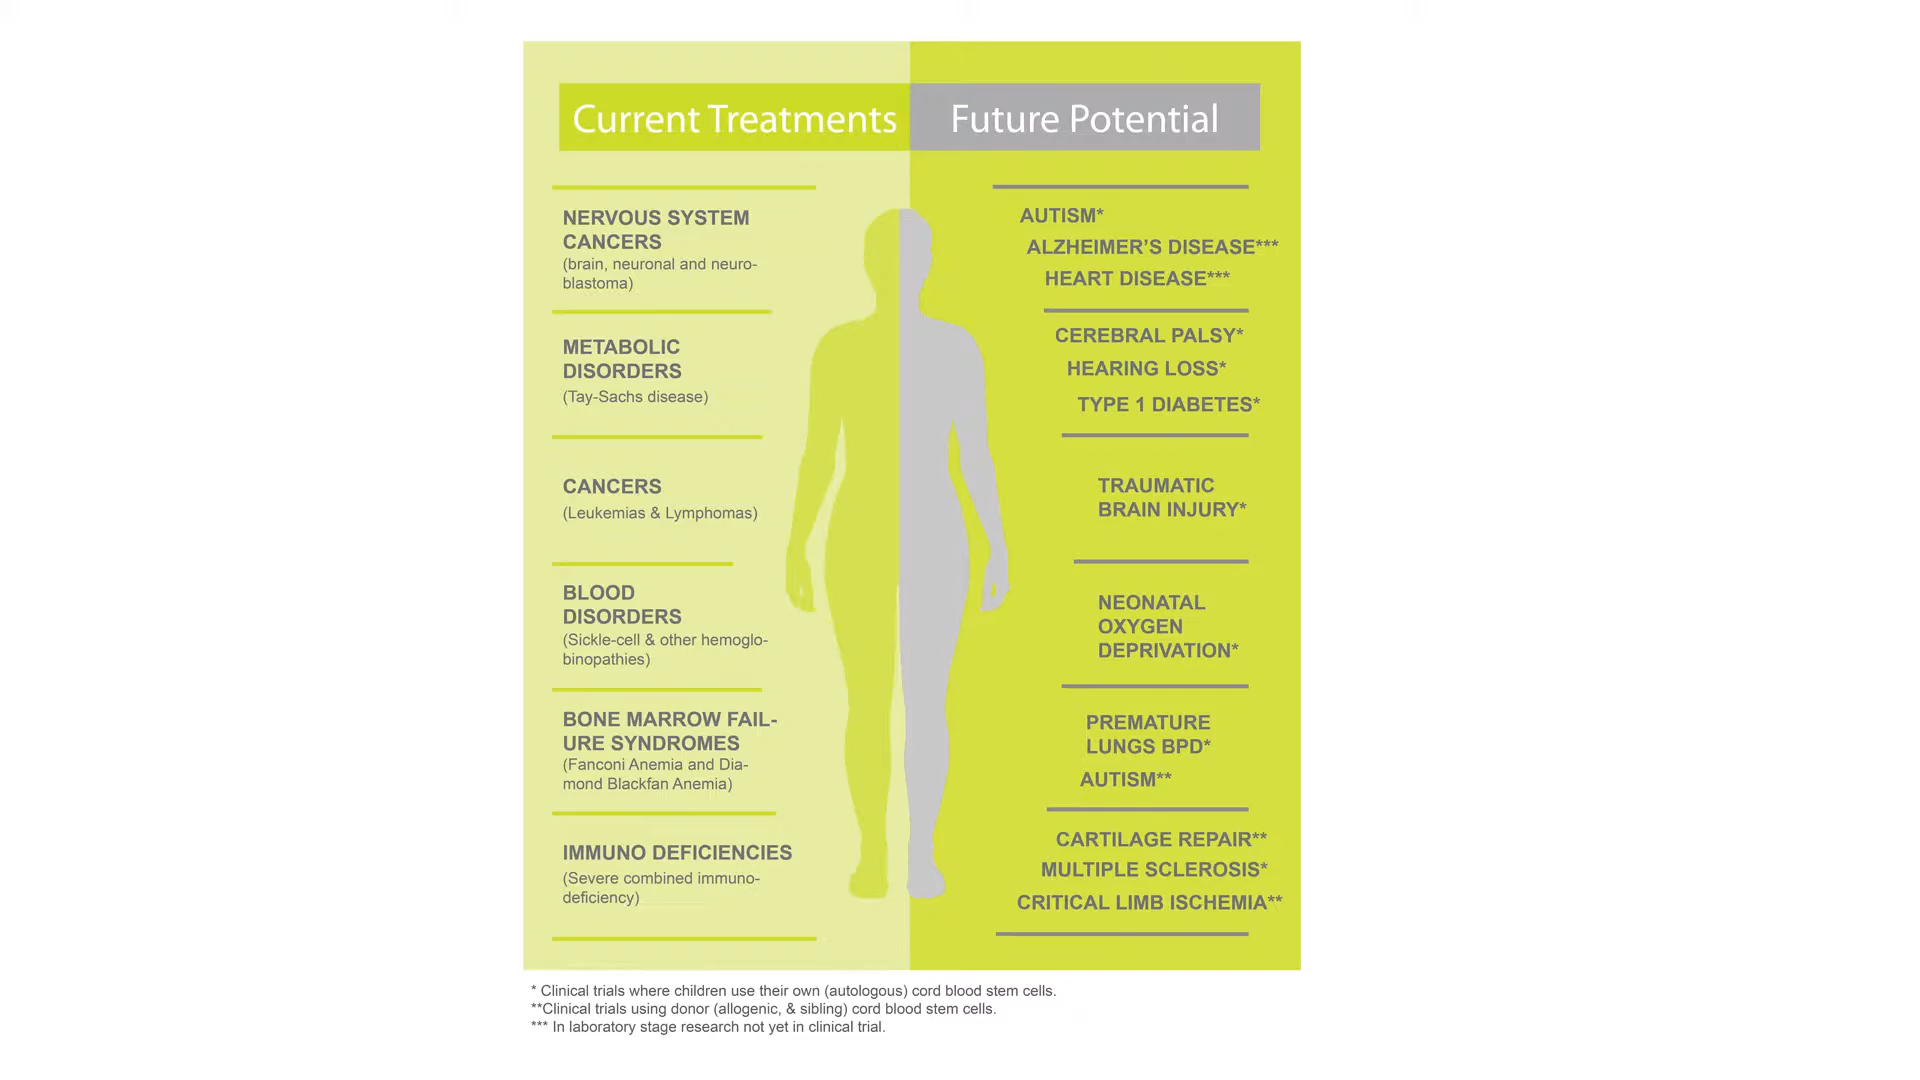 Current Treatments
Future Potential
NERVOUS SYSTEM
CANCERS
(brain, neuronal and neuro-
blastoma)
METABOLIC
DISORDERS
(Tay-Sachs disease)
CANCERS
(Leukemias & Lymphomas)
BLOOD
DISORDERS
(Sickle-cell & other hemoglo-
binopathies)
BONE MARROW FAIL-
URE SYNDROMES
(Fanconi Anemia and Dia-
mond Blackfan Anemia)
IMMUNO DEFICIENCIES
(Severe combined immuno-
deficiency)
AUTISM*
ALZHEIMER’S DISEASE***
HEART DISEASE***
CEREBRAL PALSY*
HEARING LOSS*
TYPE 1 DIABETES*
TRAUMATIC
BRAIN INJURY*
NEONATAL
OXYGEN
DEPRIVATION*
PREMATURE
LUNGS BPD*
AUTISM**
CARTILAGE REPAIR**
MULTIPLE SCLEROSIS*
CRITICAL LIMB ISCHEMIA**
* Clinical trials where children use their own (autologous) cord blood stem cells.
**Clinical trials using donor (allogenic, & sibling) cord blood stem cells.
*** In laboratory stage research not yet in clinical trial.